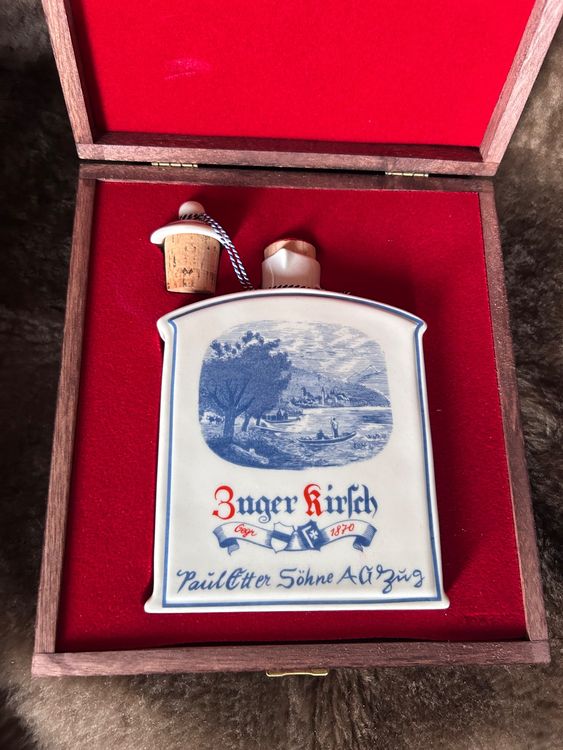 Zuger Kirsch
Gegr 1870
Paul Etter Söhne AG Zug